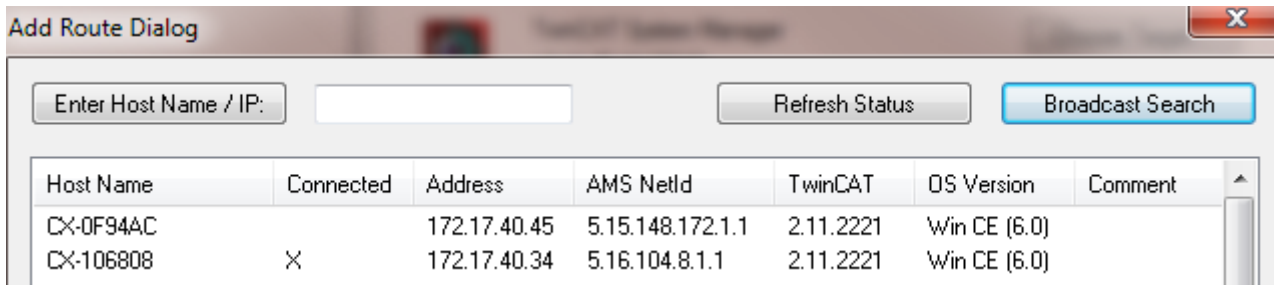 Add Route Dialog
TwinCAT System Manager
Enter Host Name / IP: Refresh Status Broadcast Search
Host Name Connected Address AMS NetId TwinCAT OS Version Comment
CX-0F94AC 172.17.40.45 5.15.148.172.1.1 2.11.2221 Win CE (6.0)
CX-106808 X 172.17.40.34 5.16.104.8.1.1 2.11.2221 Win CE (6.0)